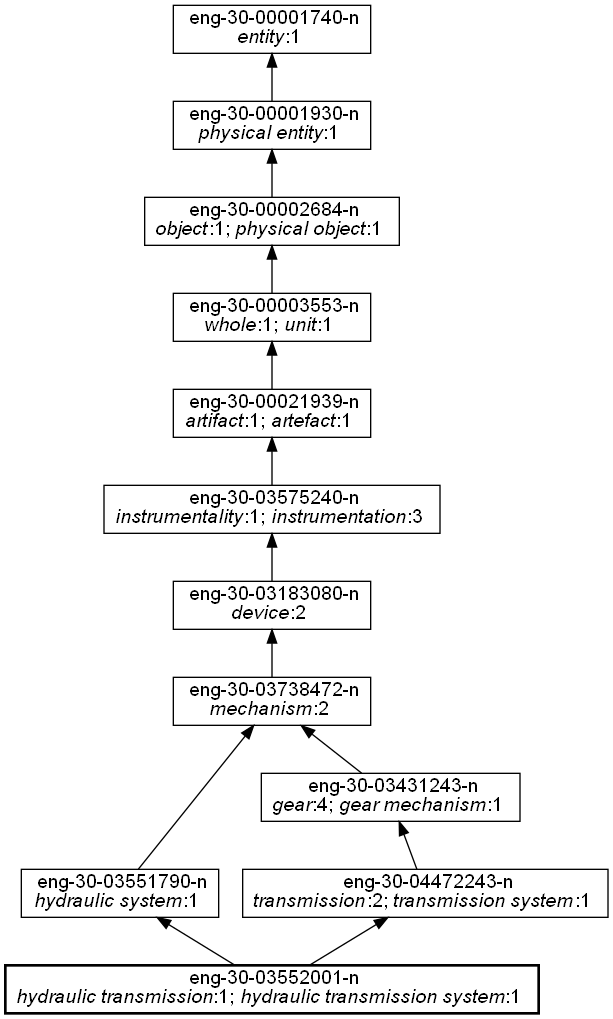 eng-30-00001740-n
entity:1
eng-30-00001930-n
physical entity:1
eng-30-00002684-n
object:1; physical object:1
eng-30-00003553-n
whole:1; unit:1
eng-30-00021939-n
artifact:1; artefact:1
eng-30-03575240-n
instrumentality:1; instrumentation:3
eng-30-03183080-n
device:2
eng-30-03738472-n
mechanism:2
eng-30-03431243-n
gear:4; gear mechanism:1
eng-30-03551790-n
hydraulic system:1
eng-30-04472243-n
transmission:2; transmission system:1
eng-30-03552001-n
hydraulic transmission:1; hydraulic transmission system:1